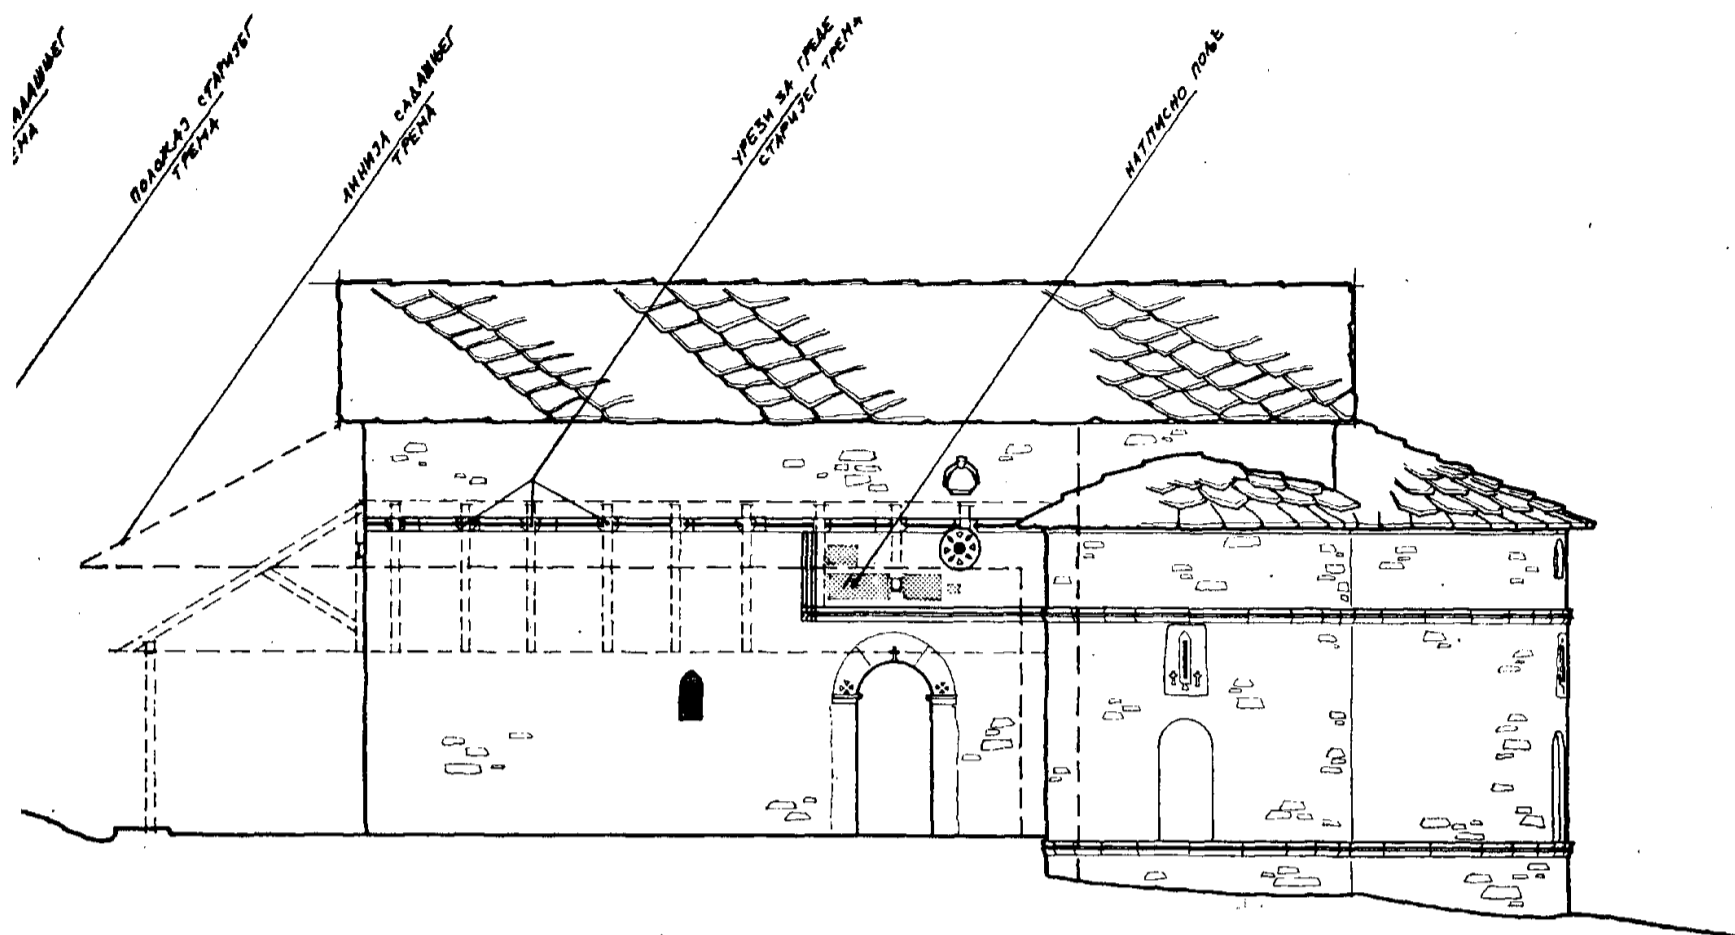 ПОЛОЖАЈ СТАРИЈЕГ
ТРЕМА
ЛИНИЈА САДАШЊЕГ
ТРЕМА
УРЕЗИ ЗА ГРЕДЕ
СТАРИЈЕГ ТРЕМА
НАТПИСНО ПОЉЕ